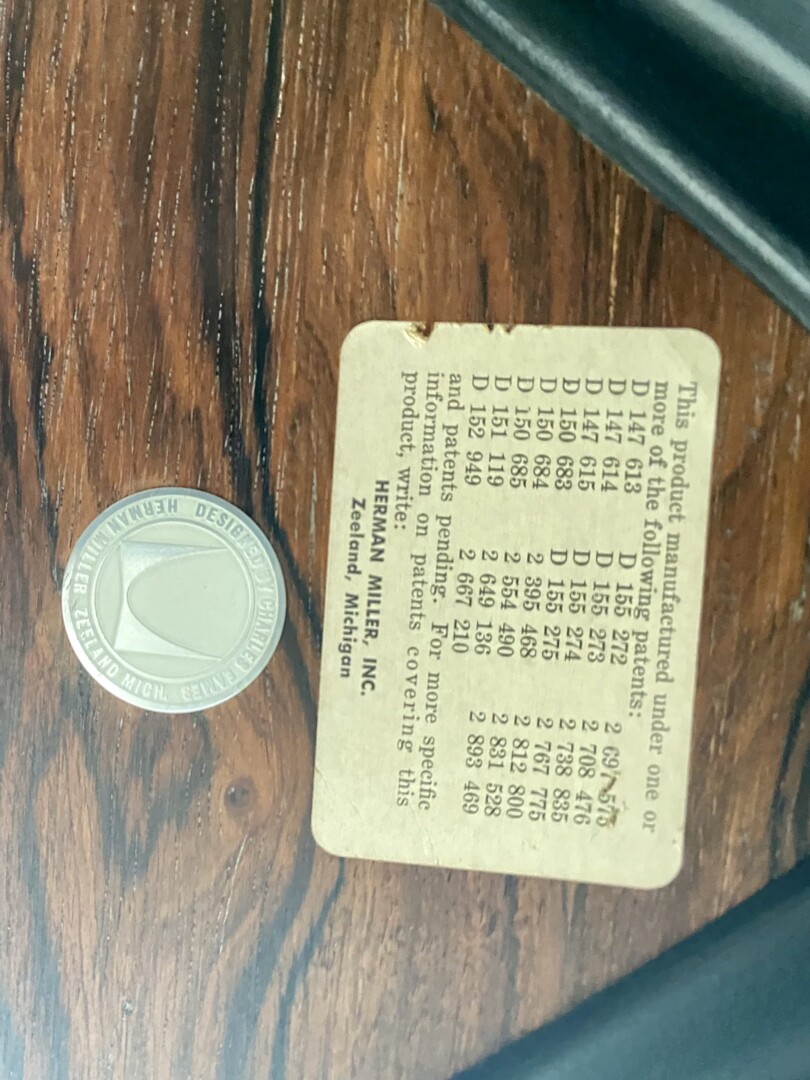 This product manufactured under one or
more of the following patents:
D 147 613 D 155 272 2 697 575
D 147 614 D 155 273 2 708 476
D 147 615 D 155 274 2 738 835
D 150 683 D 155 275 2 767 775
D 150 684 2 395 468 2 812 800
D 150 685 2 554 490 2 831 528
D 151 119 2 649 136 2 893 469
D 152 949 2 667 210
and patents pending. For more specific
information on patents covering this
product, write:
HERMAN MILLER, INC.
Zeeland, Michigan
DESIGNED BY CHARLES EAMES
HERMAN MILLER ZEELAND MICH.